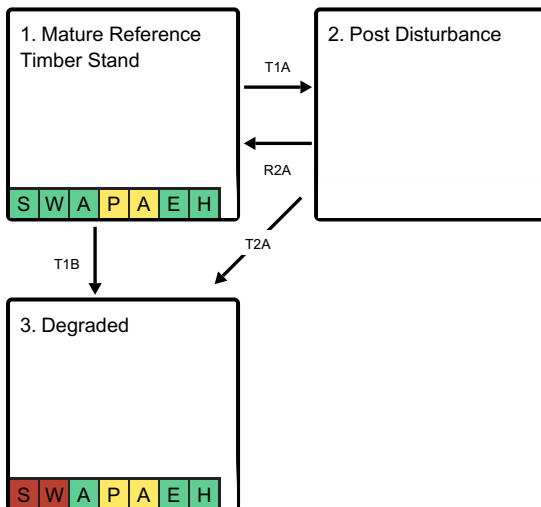 1. Mature Reference
Timber Stand
2. Post Disturbance
T1A
R2A
S W A P A E H
T1B
T2A
3. Degraded
S W A P A E H